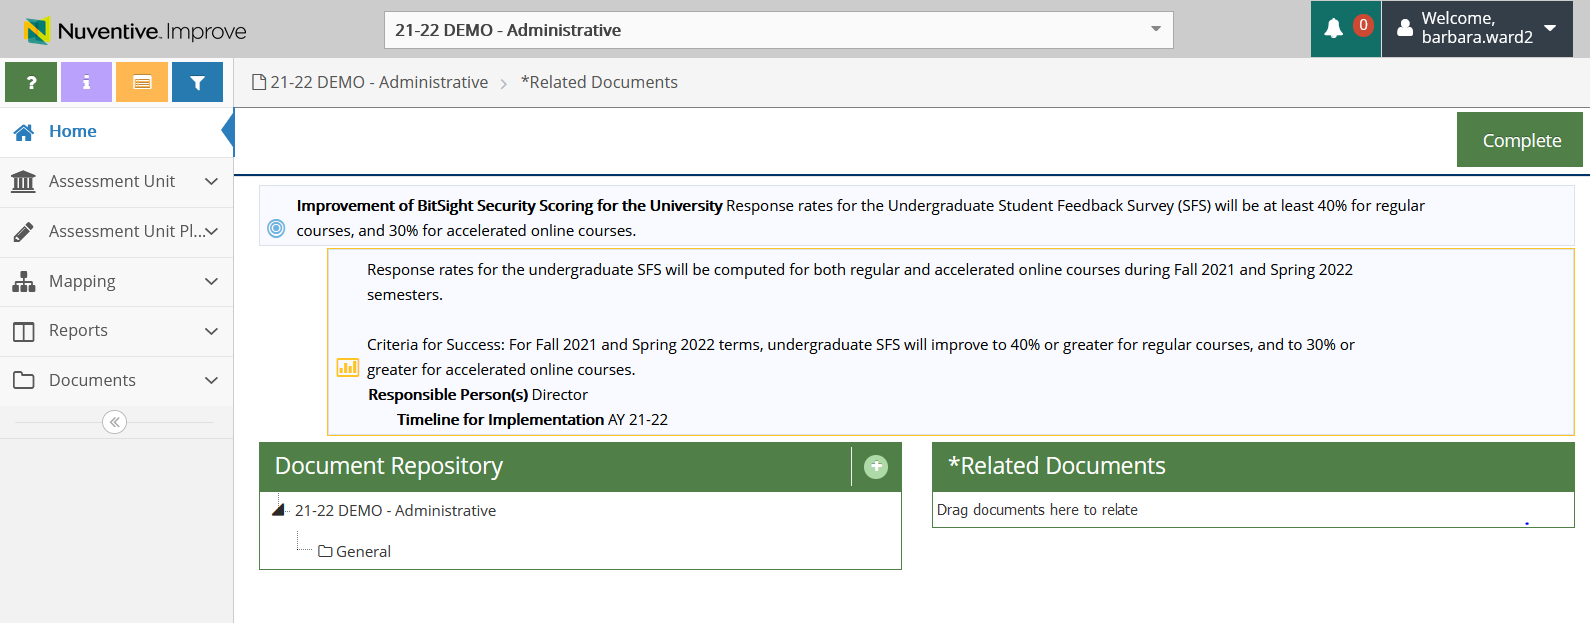 Nuventive. Improve
21-22 DEMO - Administrative
0
Welcome,
barbara.ward2
?
i
21-22 DEMO - Administrative
*Related Documents
Home
Assessment Unit
Assessment Unit Pl...
Mapping
Reports
Documents
Complete
Improvement of BitSight Security Scoring for the University Response rates for the Undergraduate Student Feedback Survey (SFS) will be at least 40% for regular
courses, and 30% for accelerated online courses.
Response rates for the undergraduate SFS will be computed for both regular and accelerated online courses during Fall 2021 and Spring 2022
semesters.
Criteria for Success: For Fall 2021 and Spring 2022 terms, undergraduate SFS will improve to 40% or greater for regular courses, and to 30% or
greater for accelerated online courses.
Responsible Person(s) Director
Timeline for Implementation AY 21-22
Document Repository
21-22 DEMO - Administrative
General
*Related Documents
Drag documents here to relate